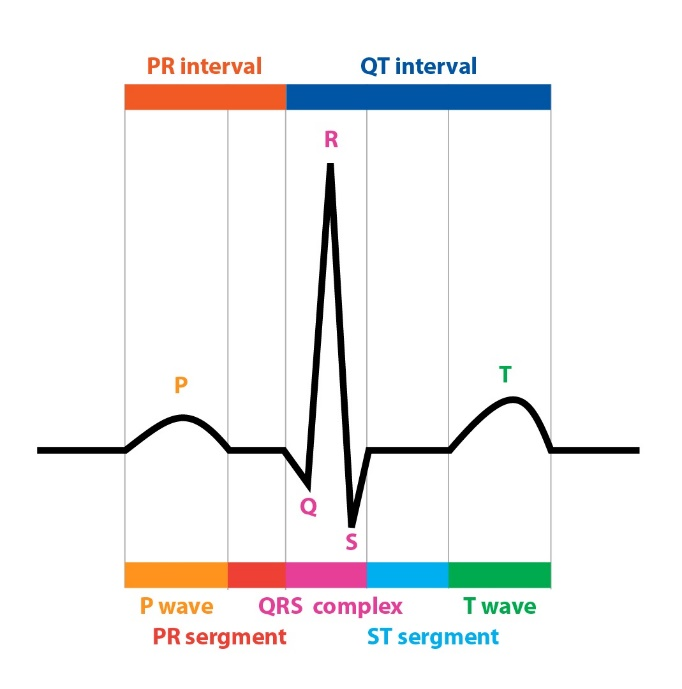 PR interval QT interval
R
P
T
Q
S
P wave QRS complex T wave
PR sergment ST sergment